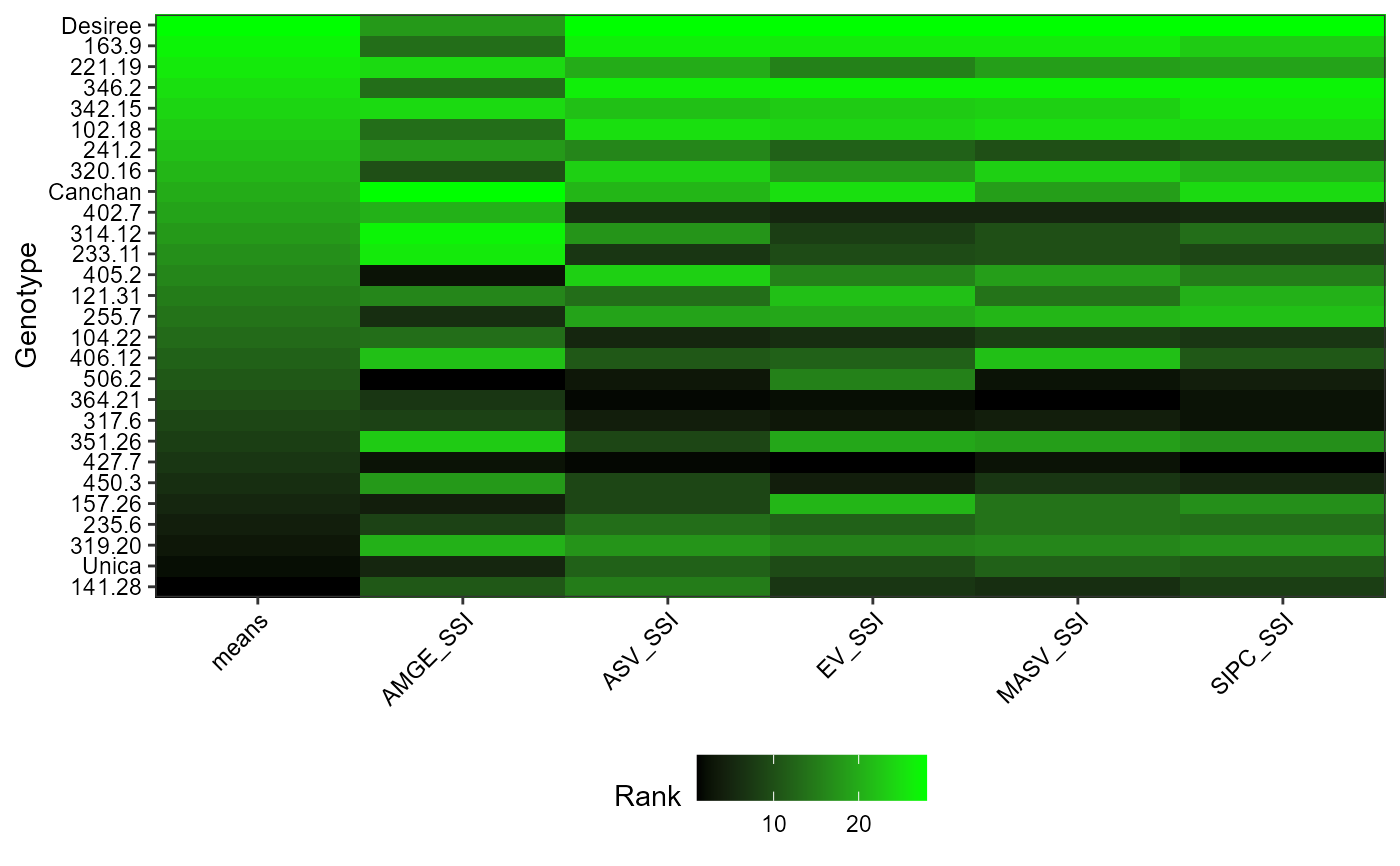 Genotype
Desiree
163.9
221.19
346.2
342.15
102.18
241.2
320.16
Canchan
402.7
314.12
233.11
405.2
121.31
255.7
104.22
406.12
506.2
364.21
317.6
351.26
427.7
450.3
157.26
235.6
319.20
Unica
141.28
means
AMGE_SSI
ASV_SSI
EV_SSI
MASV_SSI
SIPC_SSI
Rank
10
20